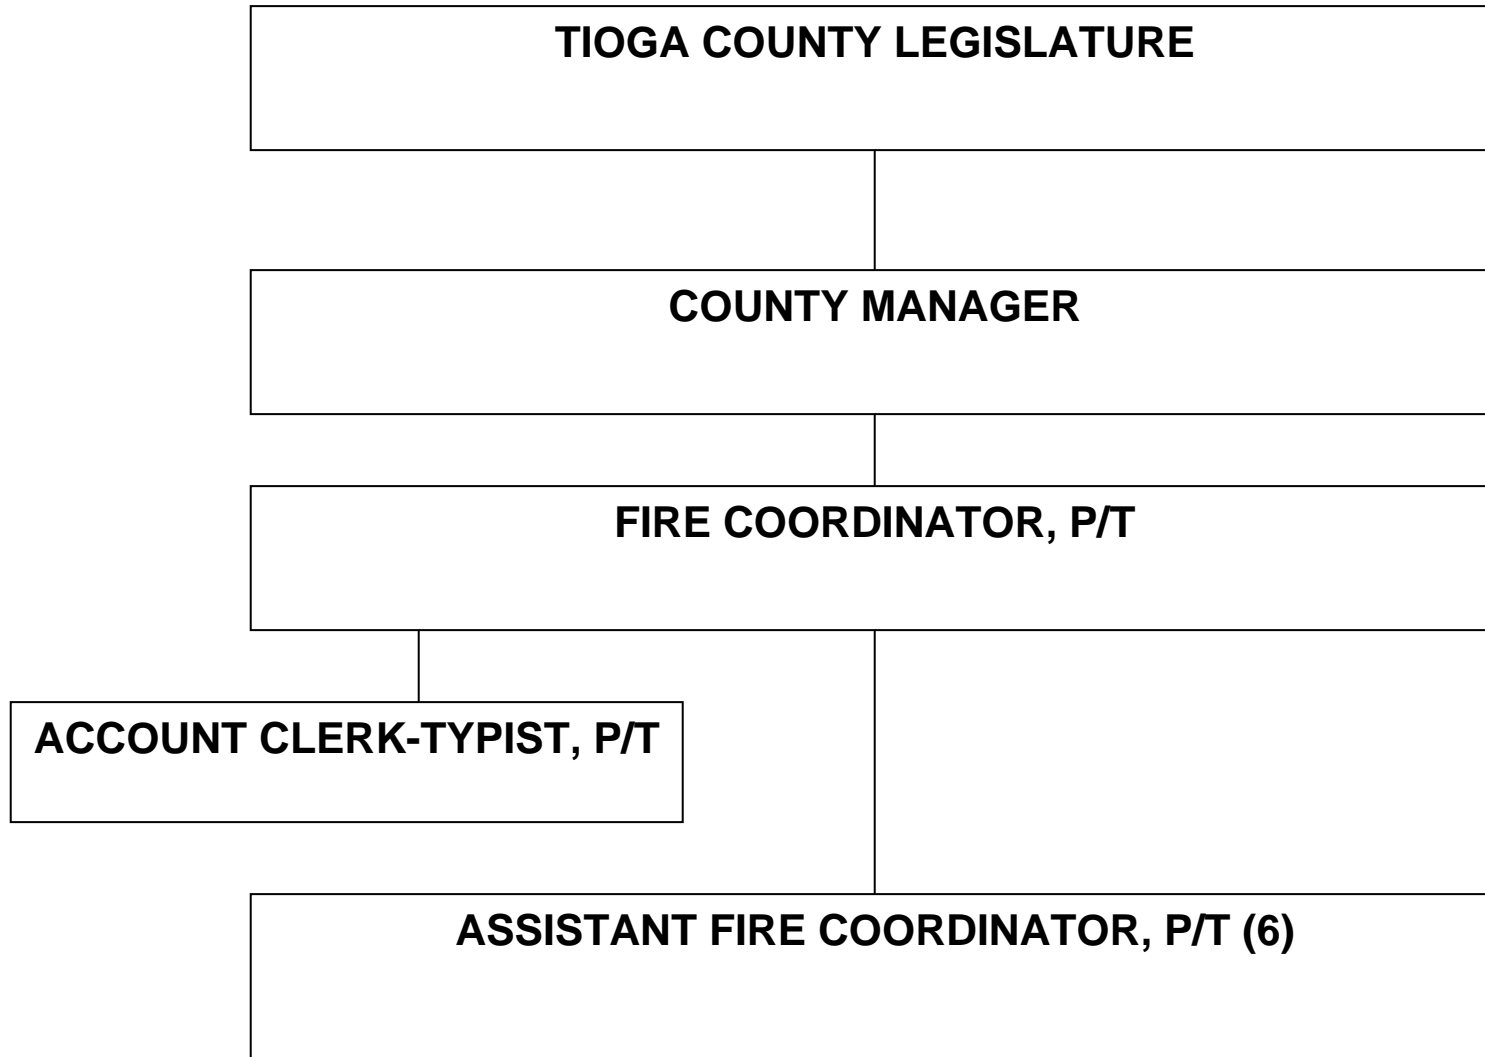 TIOGA COUNTY LEGISLATURE
COUNTY MANAGER
FIRE COORDINATOR, P/T
ACCOUNT CLERK-TYPIST, P/T
ASSISTANT FIRE COORDINATOR, P/T (6)